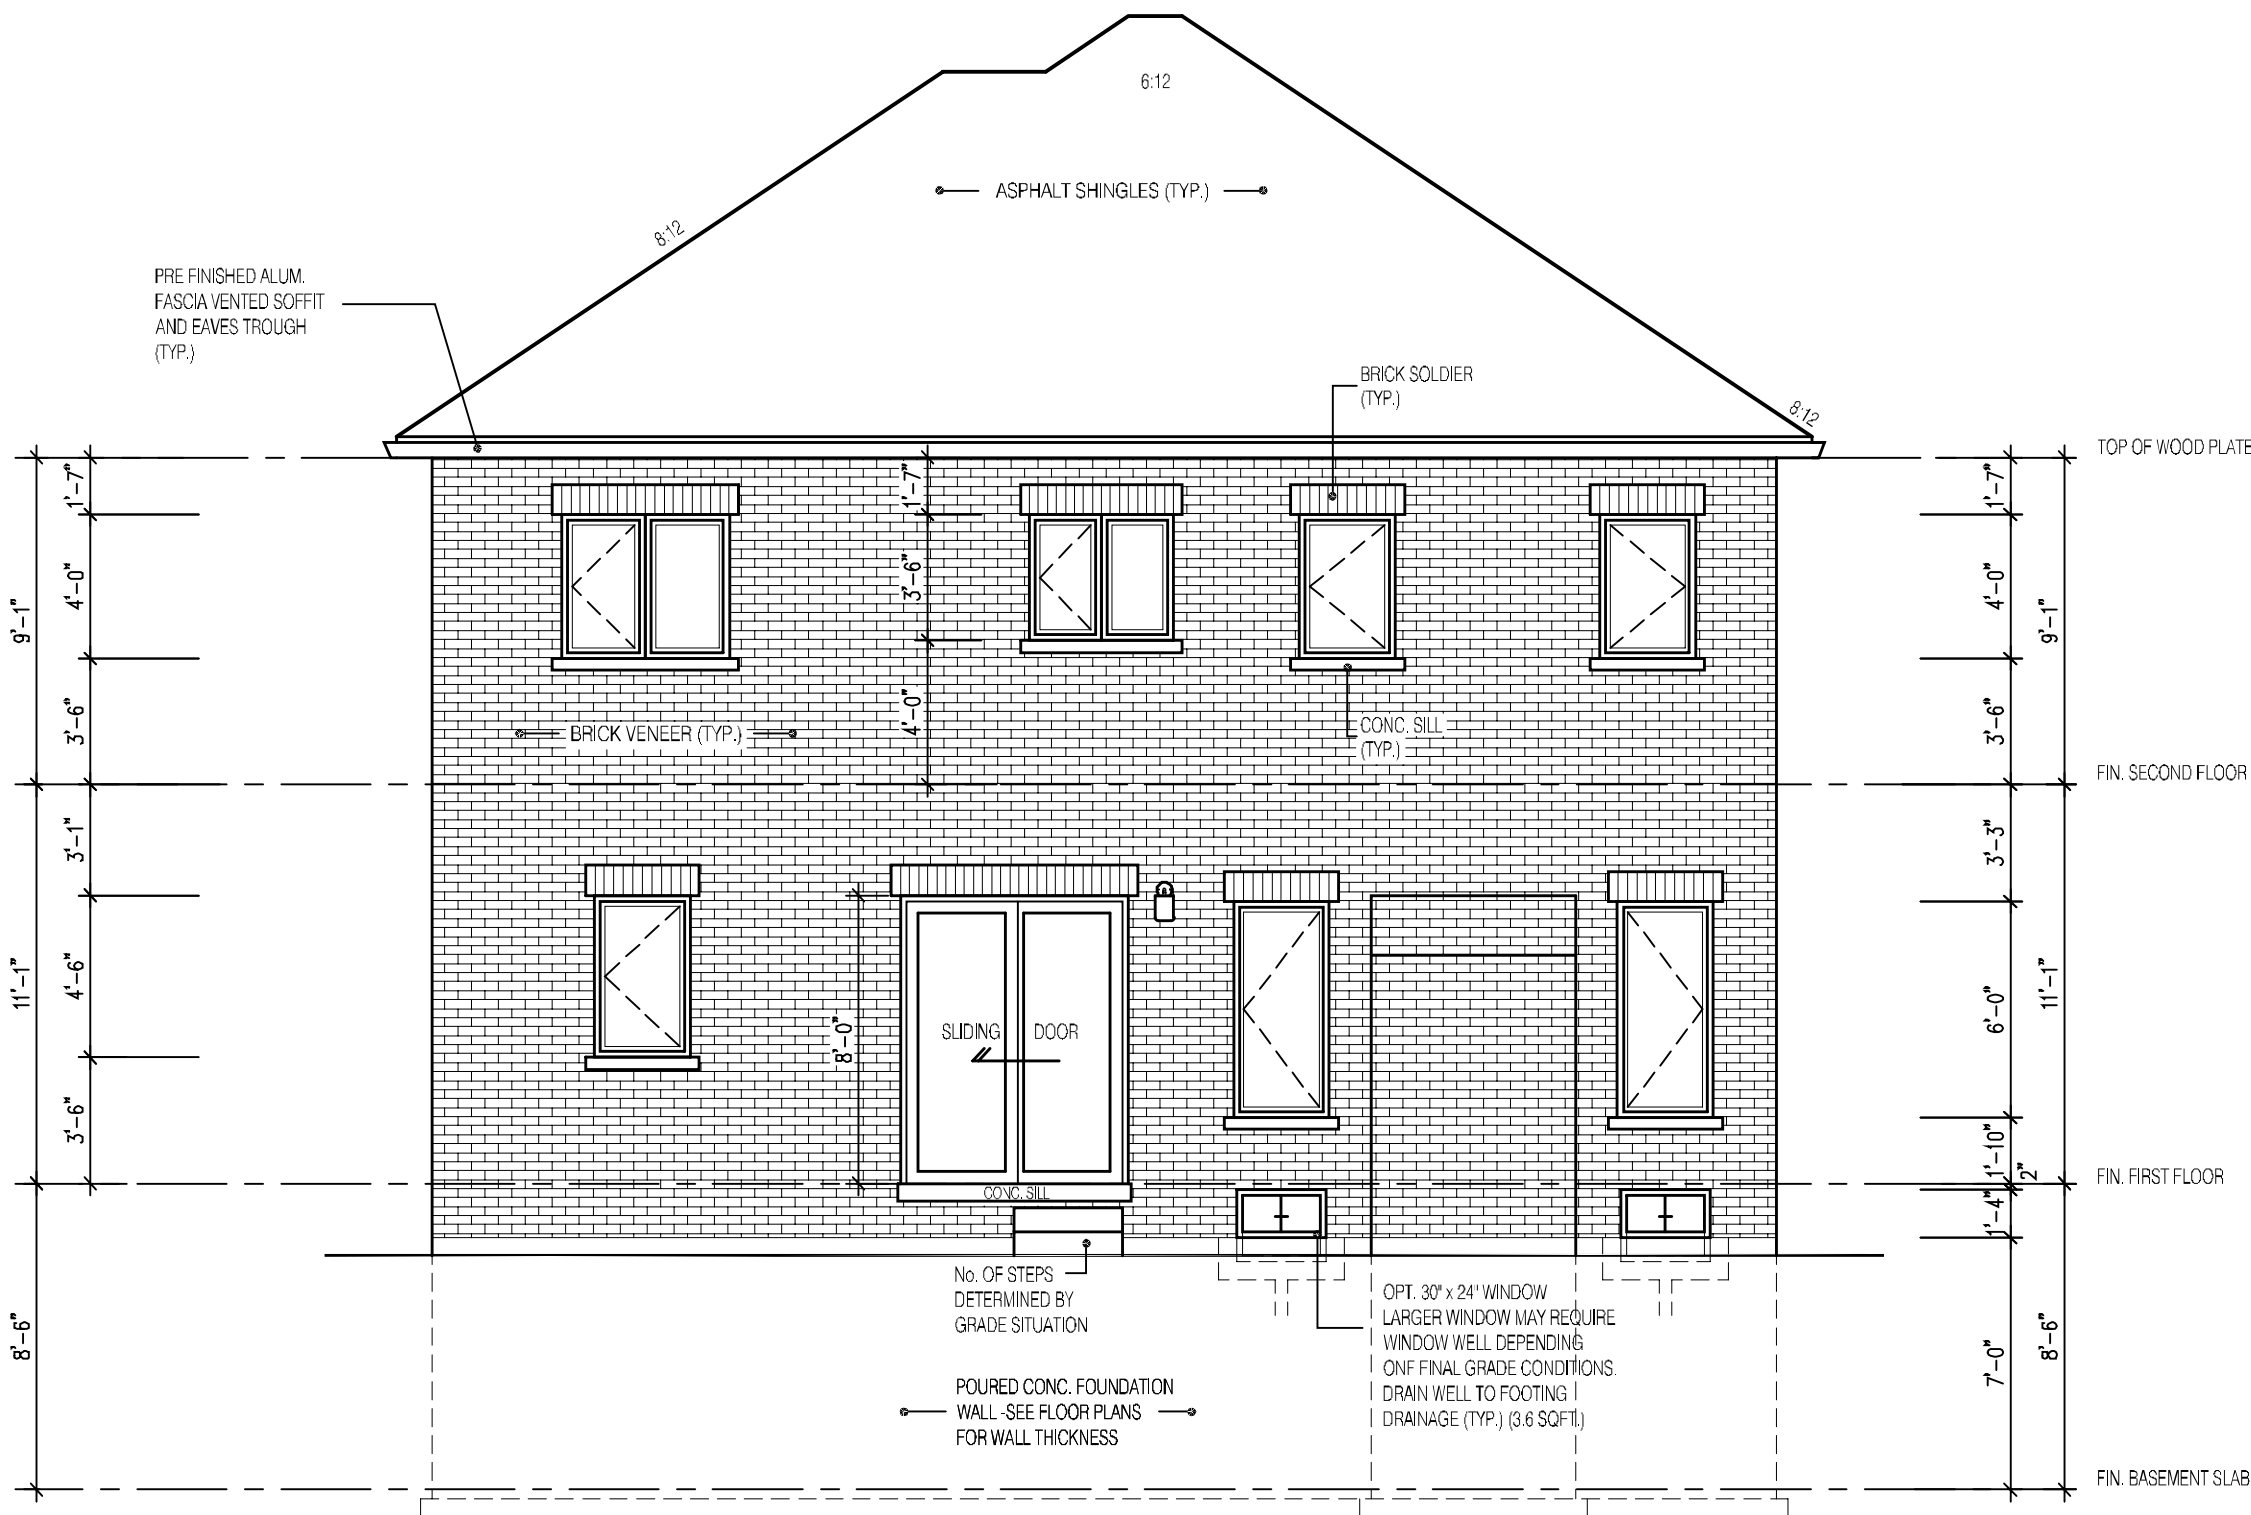 6:12
ASPHALT SHINGLES (TYP.)
8:12
PRE FINISHED ALUM.
FASCIA VENTED SOFFIT
AND EAVES TROUGH
(TYP.)
BRICK SOLDIER
(TYP.)
8:12
TOP OF WOOD PLATE
1'-7"
1'-7"
1'-7"
4'-0"
3'-6"
4'-0"
9'-1"
9'-1"
3'-6"
4'-0"
3'-6"
BRICK VENEER (TYP.)
CONC. SILL
(TYP.)
FIN. SECOND FLOOR
3'-1"
3'-3"
4'-6"
11'-1"
11'-1"
6'-0"
8'-0"
SLIDING DOOR
3'-6"
1'-10"
2"
FIN. FIRST FLOOR
CONC. SILL
1'-4"
No. OF STEPS
DETERMINED BY
GRADE SITUATION
OPT. 30" x 24" WINDOW
LARGER WINDOW MAY REQUIRE
WINDOW WELL DEPENDING
ONF FINAL GRADE CONDITIONS.
DRAIN WELL TO FOOTING
DRAINAGE (TYP.) (3.6 SQFT.)
8'-6"
7'-0"
8'-6"
POURED CONC. FOUNDATION
WALL -SEE FLOOR PLANS
FOR WALL THICKNESS
FIN. BASEMENT SLAB